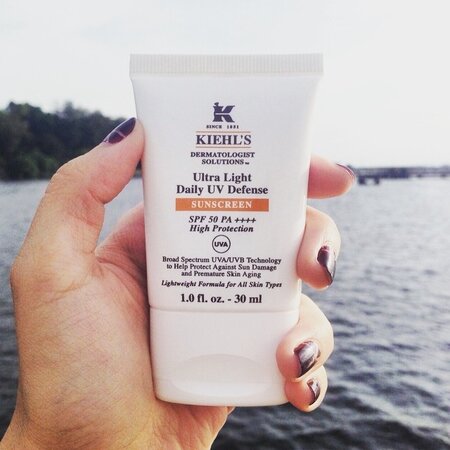 K
SINCE 1851
KIEHL'S
DERMATOLOGIST
SOLUTIONS™
Ultra Light
Daily UV Defense
SUNSCREEN
SPF 50 PA ++++
High Protection
UVA
Broad Spectrum UVA/UVB Technology
to Help Protect Against Sun Damage
and Premature Skin Aging
Lightweight Formula for All Skin Types
1.0 fl. oz. - 30 ml